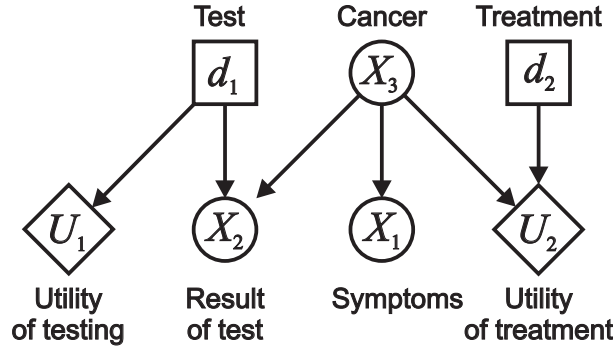 Test
Cancer
Treatment
d₁
X₃
d₂
U₁
X₂
X₁
U₂
Utility
of testing
Result
of test
Symptoms
Utility
of treatment